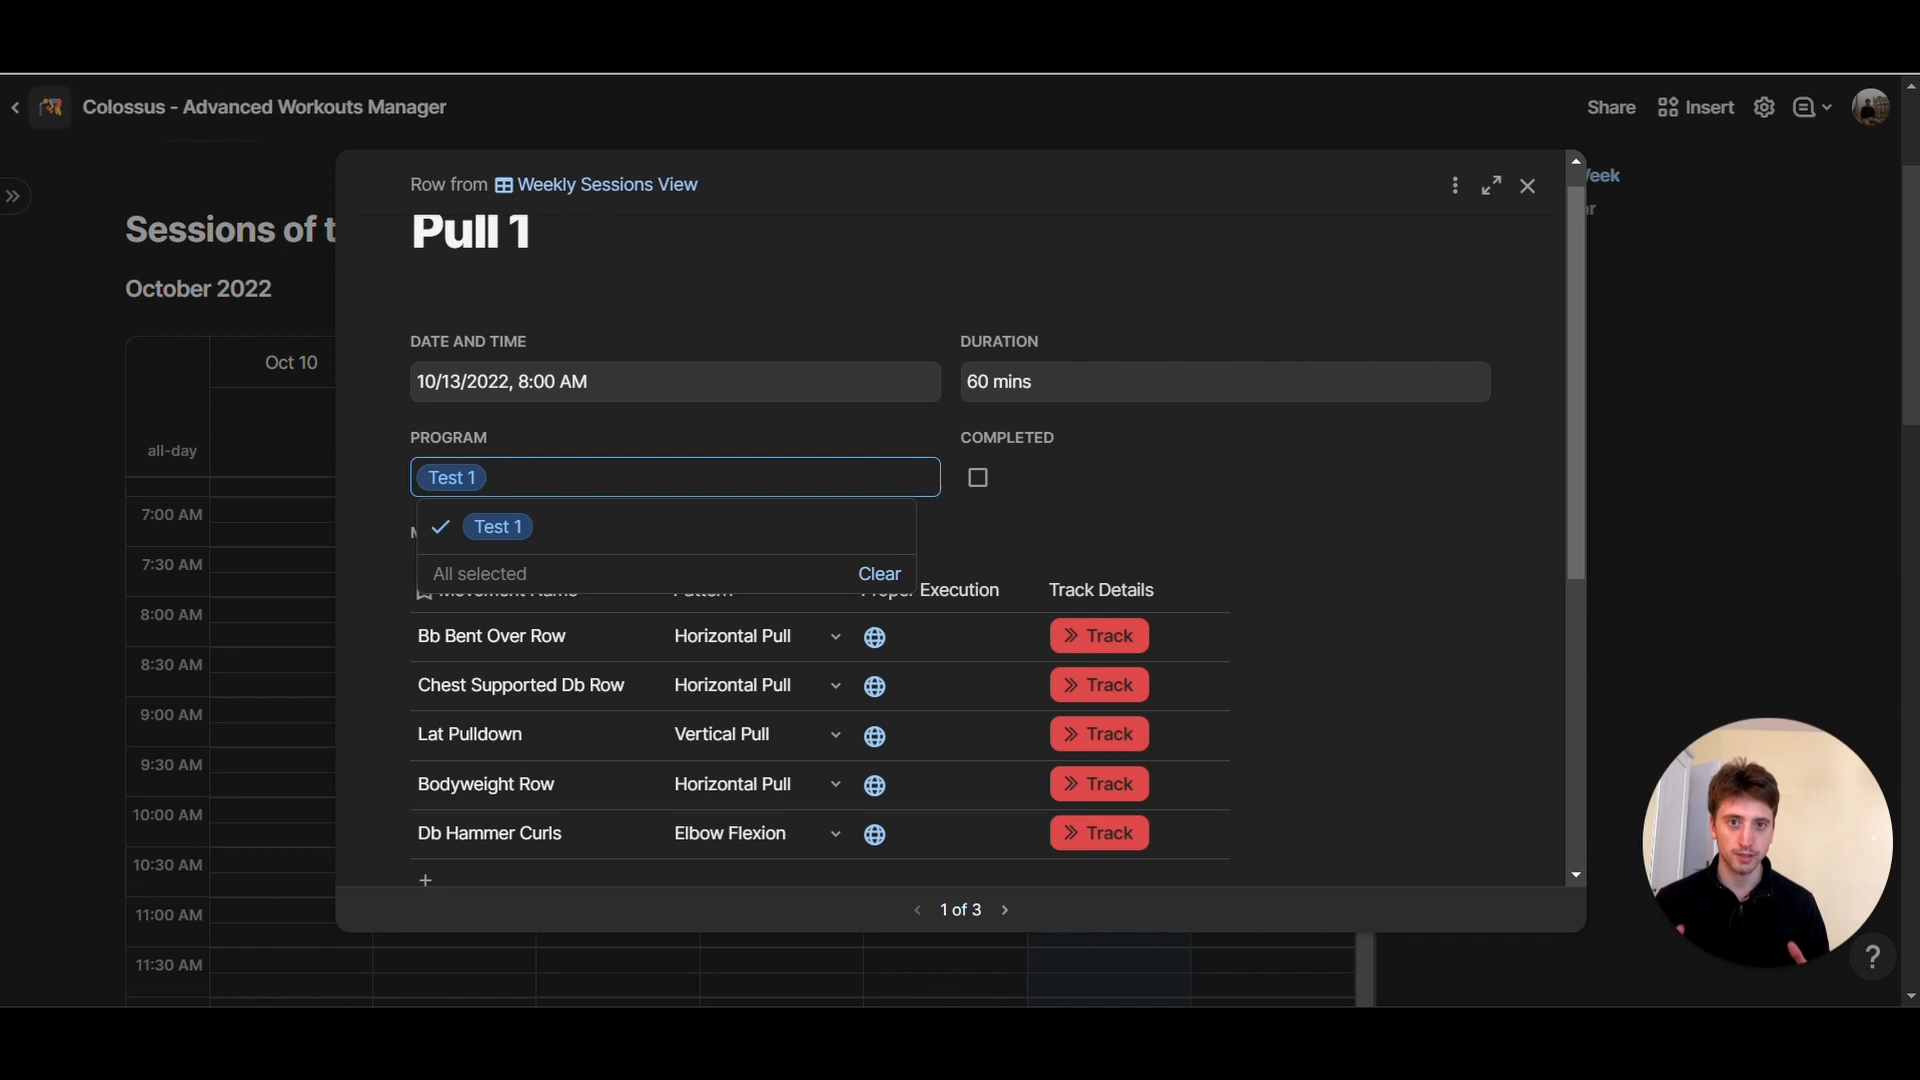 Colossus - Advanced Workouts Manager
Share
Insert
Row from Weekly Sessions View
Pull 1
Sessions of t
October 2022
Oct 10
all-day
7:00 AM
7:30 AM
8:00 AM
8:30 AM
9:00 AM
9:30 AM
10:00 AM
10:30 AM
11:00 AM
11:30 AM
DATE AND TIME
DURATION
10/13/2022, 8:00 AM
60 mins
PROGRAM
COMPLETED
Test 1
Test 1
All selected
Clear
Execution
Track Details
Bb Bent Over Row
Horizontal Pull
Track
Chest Supported Db Row
Horizontal Pull
Track
Lat Pulldown
Vertical Pull
Track
Bodyweight Row
Horizontal Pull
Track
Db Hammer Curls
Elbow Flexion
Track
+
1 of 3
?